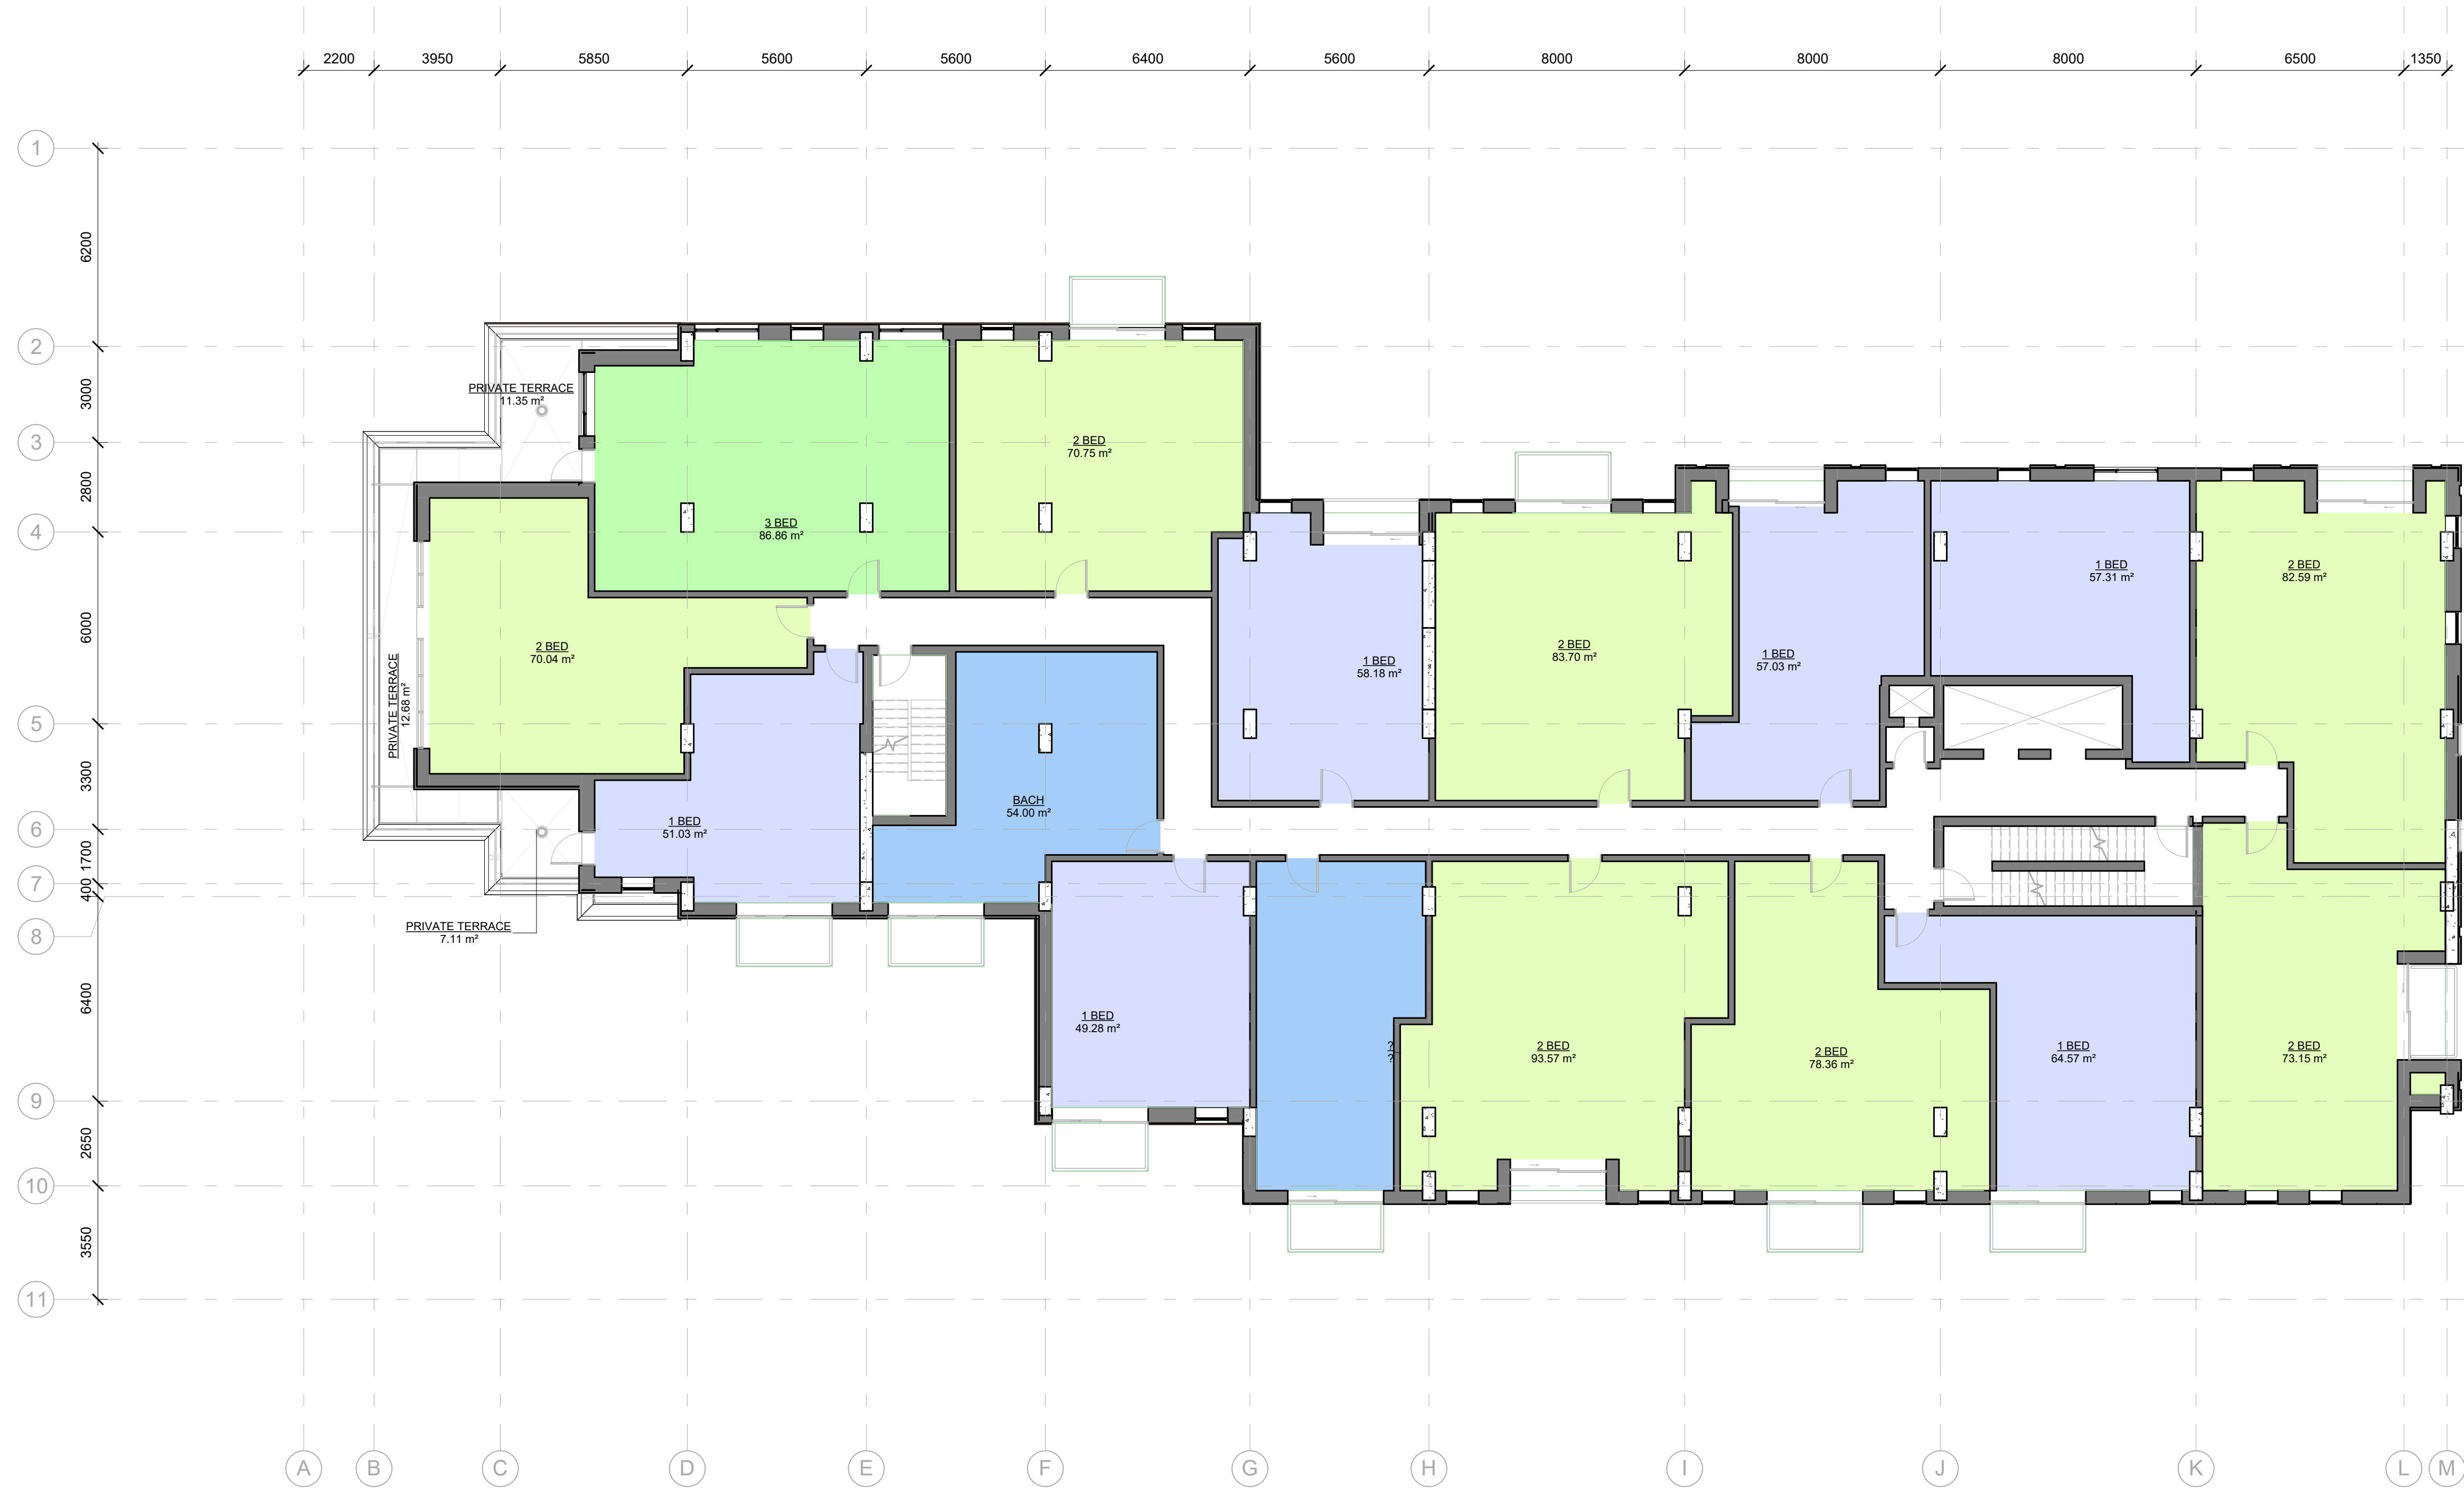 2200 3950 5850 5600 5600 6400 5600 8000 8000 8000 6500 1350
1
6200
2
3000
3
2800
4
6000
5
3300
6
1700
7
400
8
6400
9
2650
10
3550
11
PRIVATE TERRACE
11.35 m²
3 BED
86.86 m²
2 BED
70.75 m²
2 BED
70.04 m²
PRIVATE TERRACE
12.68 m²
1 BED
58.18 m²
2 BED
83.70 m²
1 BED
57.03 m²
1 BED
57.31 m²
2 BED
82.59 m²
1 BED
51.03 m²
BACH
54.00 m²
PRIVATE TERRACE
7.11 m²
1 BED
49.28 m²
?
?
2 BED
93.57 m²
2 BED
78.36 m²
1 BED
64.57 m²
2 BED
73.15 m²
A B C D E F G H I J K L M